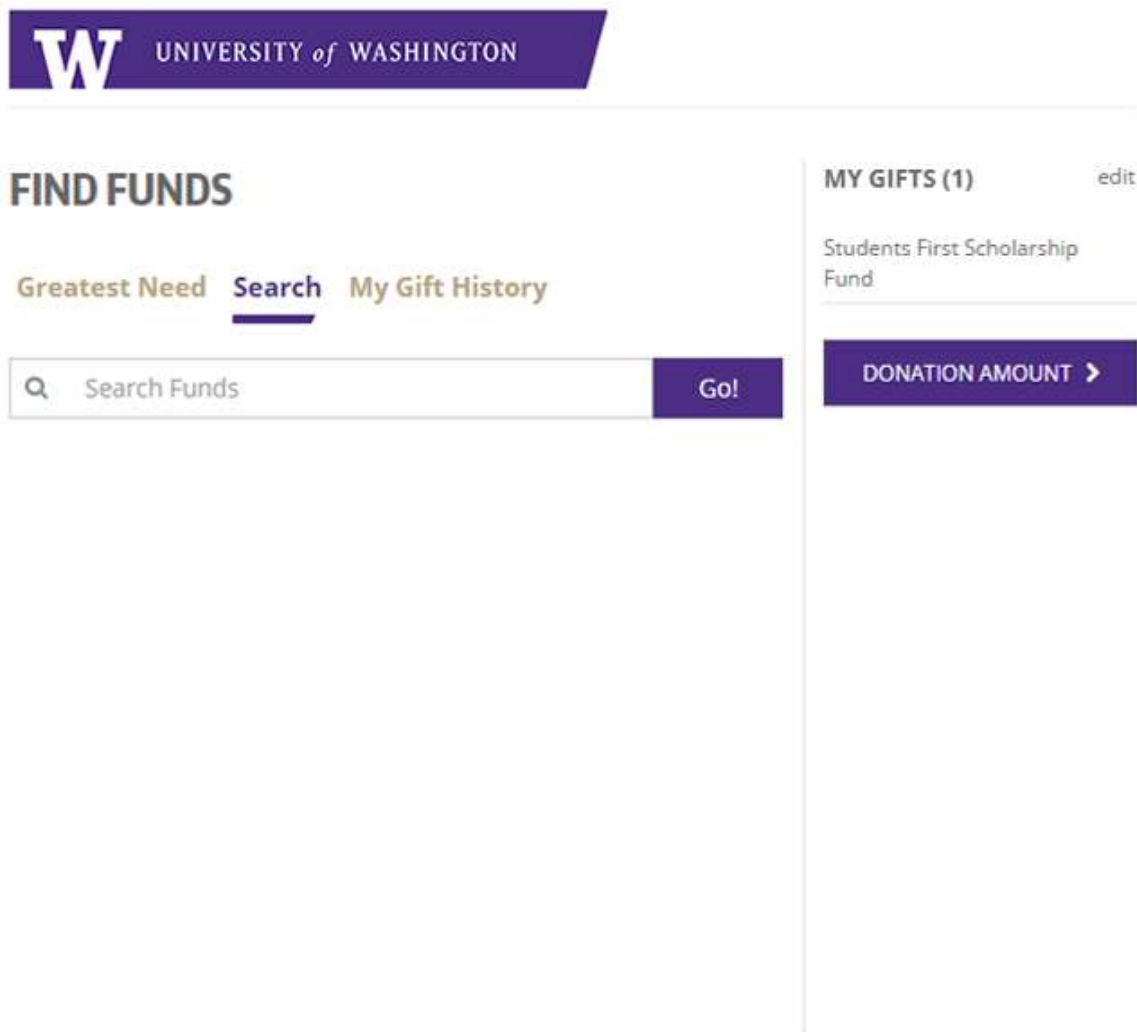 W UNIVERSITY of WASHINGTON
FIND FUNDS
Greatest Need Search My Gift History
Search Funds Go!
MY GIFTS (1) edit
Students First Scholarship
Fund
DONATION AMOUNT